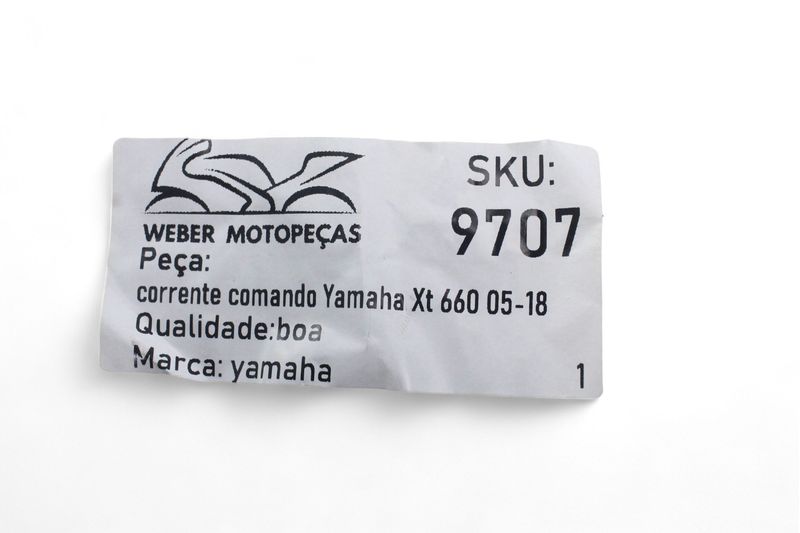 WEBER MOTOPEÇAS
SKU:
9707
Peça:
corrente comando Yamaha Xt 660 05-18
Qualidade:boa
Marca: yamaha
1